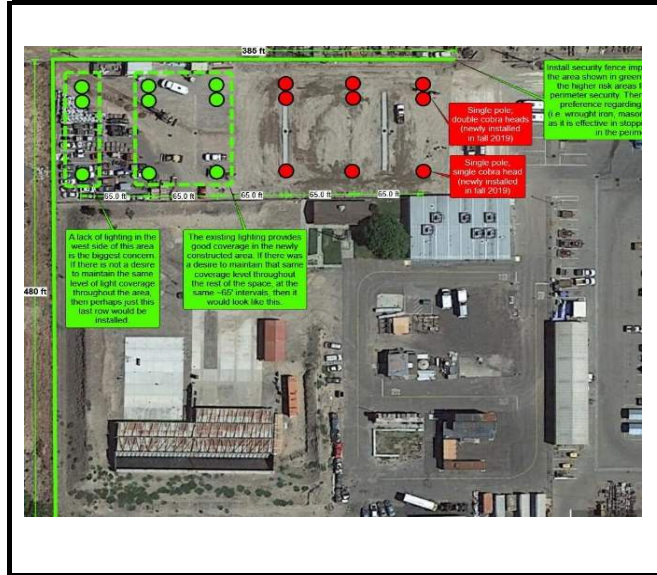 385 ft
Install security fence imp
the area shown in green
the higher risk areas f
perimeter security. Ther
preference regarding
(i.e. wrought iron, mason
as it is effective in stopp
in the perim
Single pole,
double cobra heads
(newly installed
in fall 2019)
Single pole,
single cobra head
(newly installed
in fall 2019)
65.0 ft
65.0 ft
65.0 ft
65.0 ft
65.0 ft
A lack of lighting in the
west side of this area
is the biggest concern.
If there is not a desire
to maintain the same
level of light coverage
throughout the area,
then perhaps just this
last row would be
installed.
The existing lighting provides
good coverage in the newly
constructed area. If there was
a desire to maintain that same
coverage level throughout
the rest of the space, at the
same ~65' intervals, then it
would look like this.
480 ft